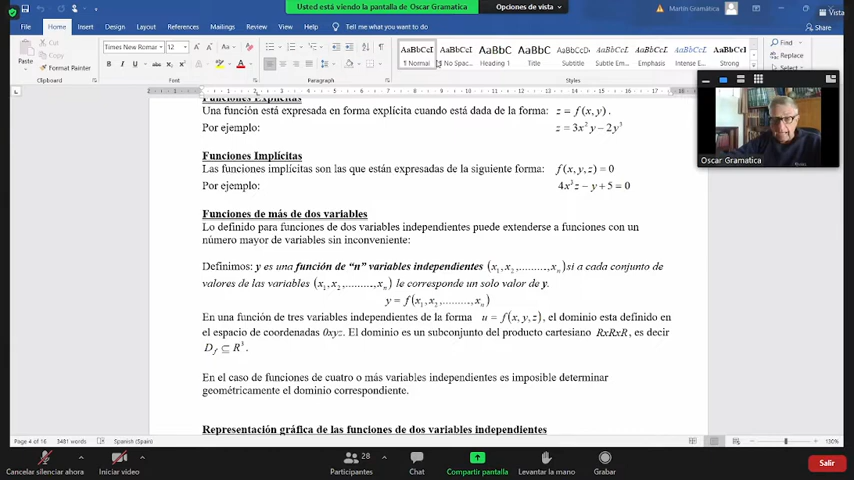 Usted está viendo la pantalla de Oscar Gramatica
Opciones de vista
Martín Gramática
Vista
File Home Insert Draw Design Layout References Mailings Review View Help Tell me what you want to do
Share
Cut
Copy
Paste
Format Painter
Times New Roma 12
AaBbCcI AaBbCcI AaBbC AaBbCcI AaBbCcD AaBbCcL AaBbCcI AaBbCcI AaBbCcI
¶ Normal ¶ No Spac... Heading 1 Title Subtitle Subtle Em... Emphasis Intense E... Strong
Find
Replace
Select
Clipboard Font Paragraph Styles
Oscar Gramatica
Funciones Explícitas
Una función está expresada en forma explícita cuando está dada de la forma: z = f(x, y).
Por ejemplo: z = 3x² y − 2y³
Funciones Implícitas
Las funciones implícitas son las que están expresadas de la siguiente forma: f(x, y, z) = 0
Por ejemplo: 4x³z − y + 5 = 0
Funciones de más de dos variables
Lo definido para funciones de dos variables independientes puede extenderse a funciones con un
número mayor de variables sin inconveniente:
Definimos: y es una función de “n” variables independientes (x₁, x₂,.........,xₙ) si a cada conjunto de
valores de las variables (x₁, x₂,.........,xₙ) le corresponde un solo valor de y.
y = f(x₁, x₂,.........,xₙ)
En una función de tres variables independientes de la forma u = f(x, y, z), el dominio esta definido en
el espacio de coordenadas 0xyz. El dominio es un subconjunto del producto cartesiano RxRxR, es decir
D_f ⊆ R³.
En el caso de funciones de cuatro o más variables independientes es imposible determinar
geométricamente el dominio correspondiente.
Representación gráfica de las funciones de dos variables independientes
Page 4 of 16 3481 words Spanish (Spain) 130%
Cancelar silenciar ahora Iniciar video Participantes 28 Chat Compartir pantalla Levantar la mano Grabar Salir